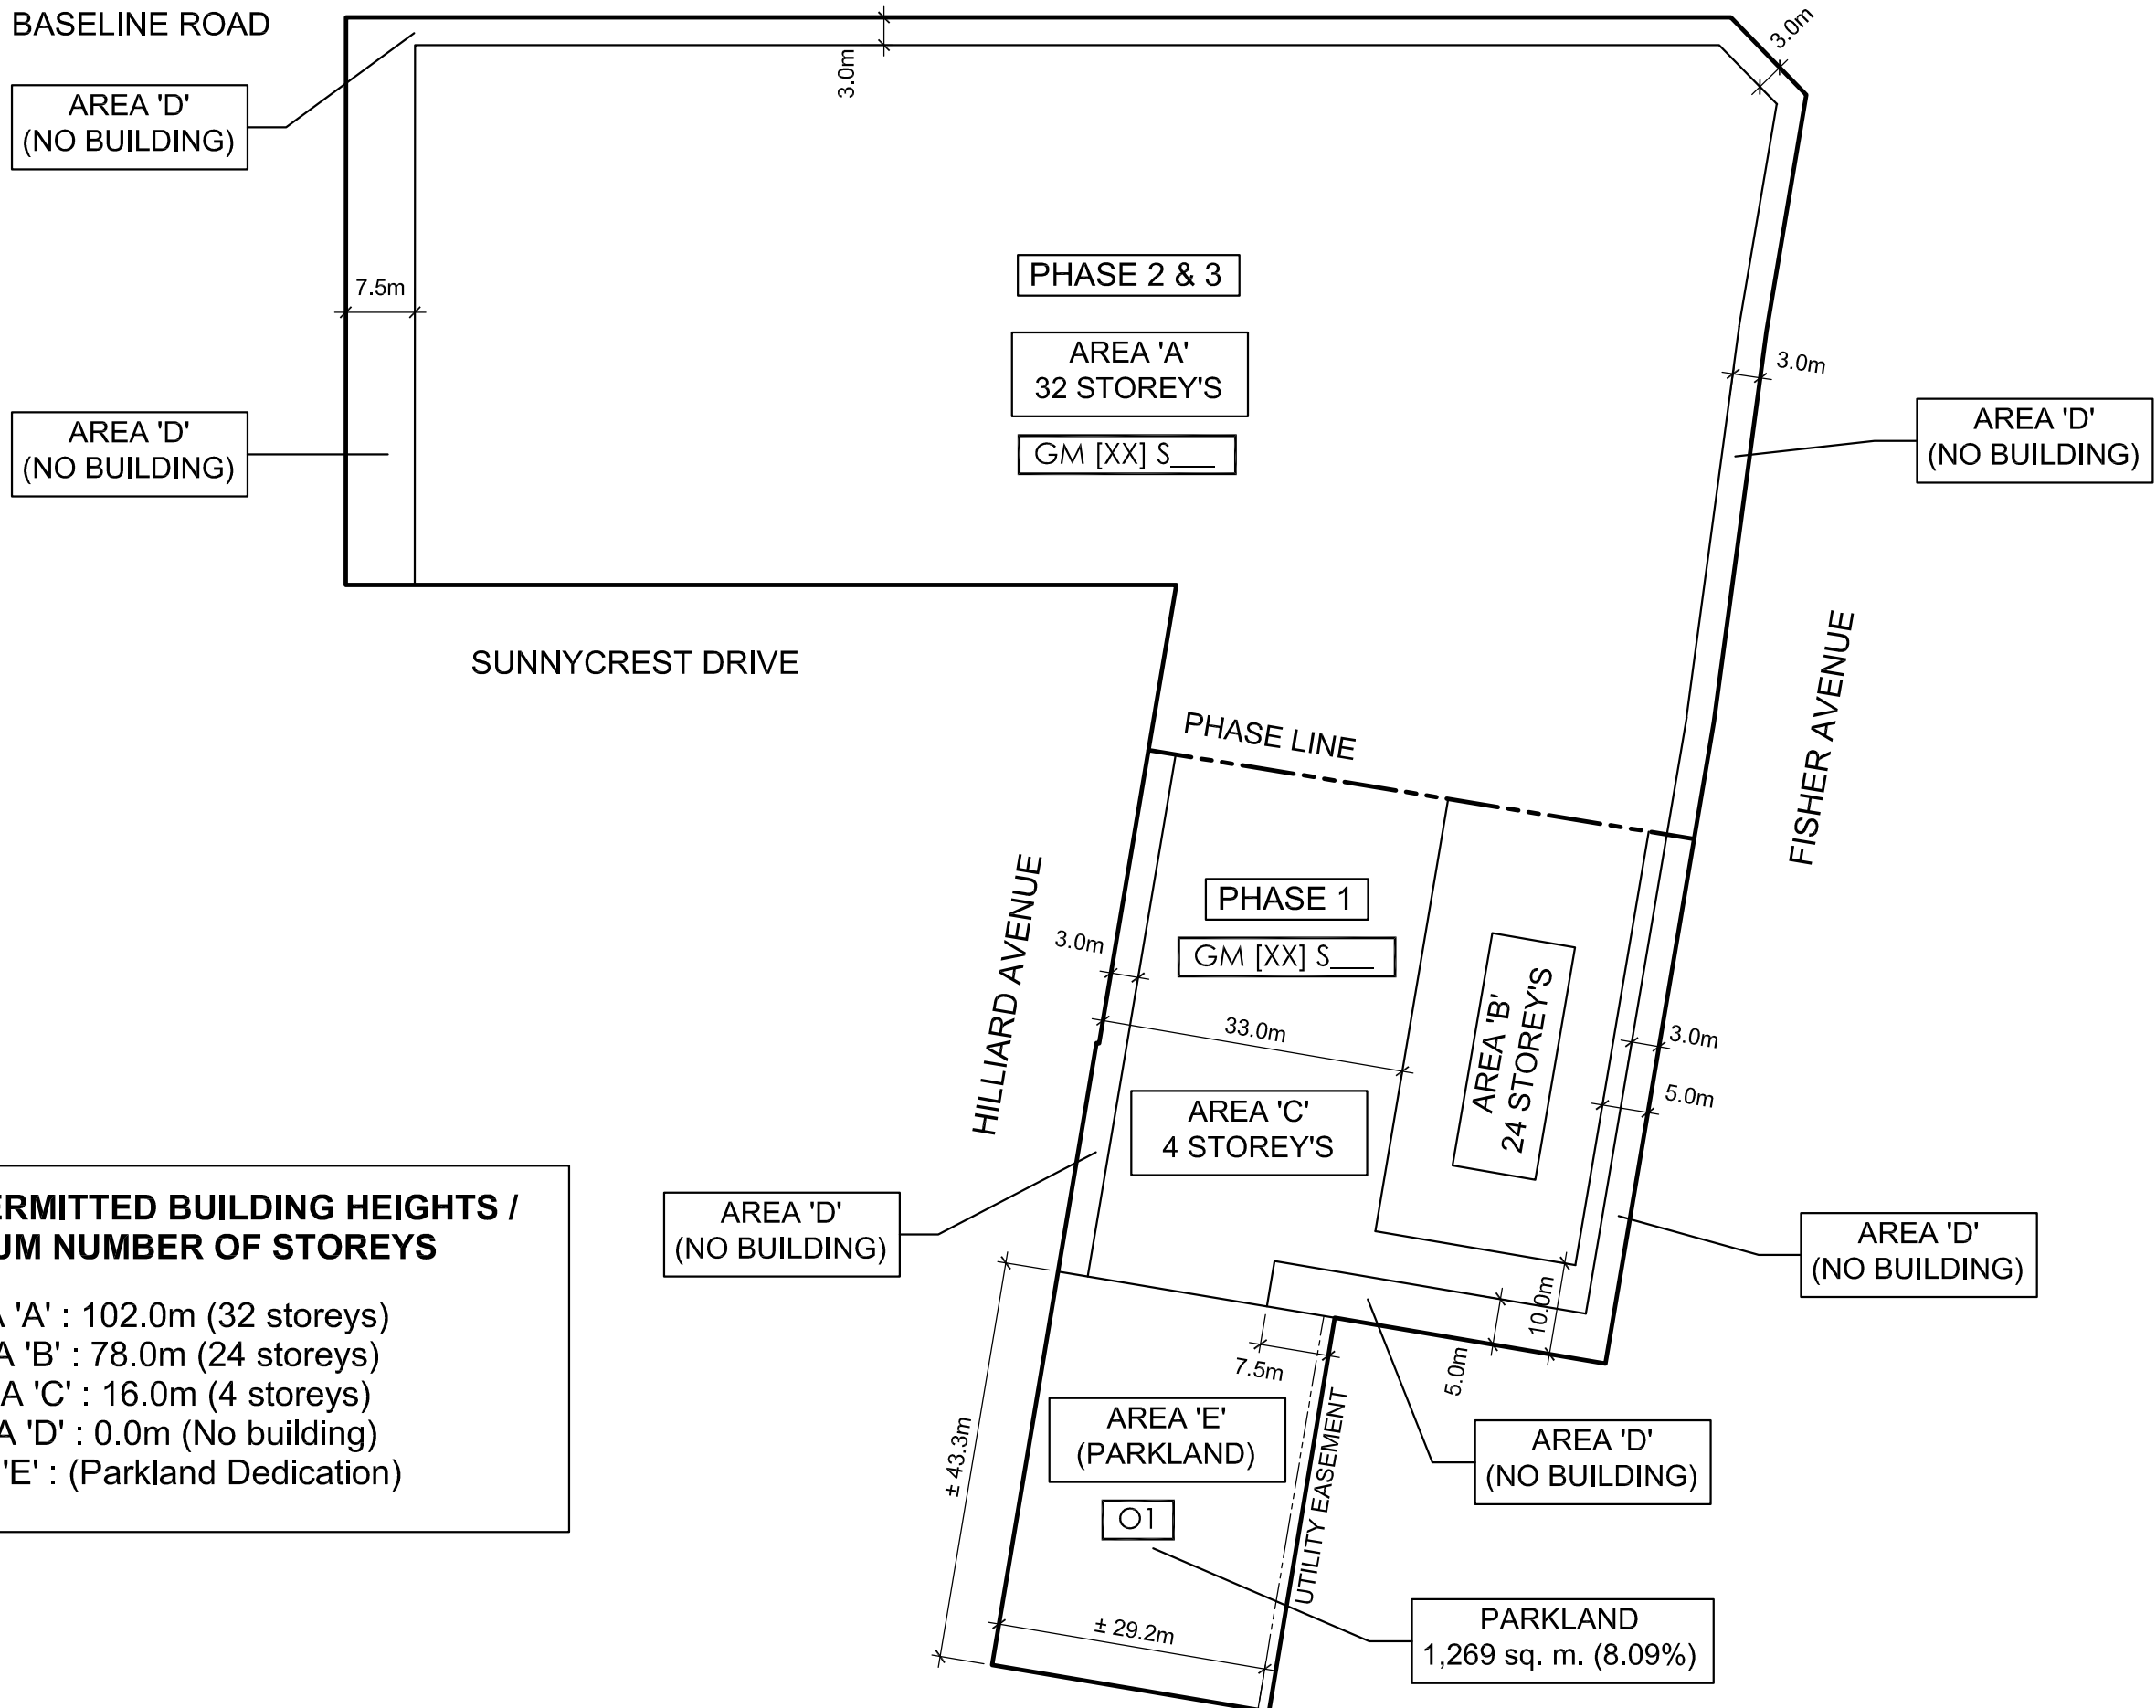 BASELINE ROAD
3.0m
3.0m
AREA 'D'
(NO BUILDING)
7.5m
PHASE 2 & 3
AREA 'A'
32 STOREY'S
GM [XX] S___
3.0m
AREA 'D'
(NO BUILDING)
AREA 'D'
(NO BUILDING)
SUNNYCREST DRIVE
FISHER AVENUE
PHASE LINE
HILLIARD AVENUE
PHASE 1
GM [XX] S___
3.0m
33.0m
AREA 'B'
24 STOREY'S
3.0m
5.0m
AREA 'C'
4 STOREY'S
AREA 'D'
(NO BUILDING)
AREA 'D'
(NO BUILDING)
ERMITTED BUILDING HEIGHTS /
UM NUMBER OF STOREYS
A 'A' : 102.0m (32 storeys)
A 'B' : 78.0m (24 storeys)
A 'C' : 16.0m (4 storeys)
A 'D' : 0.0m (No building)
'E' : (Parkland Dedication)
10.0m
5.0m
7.5m
± 43.3m
AREA 'E'
(PARKLAND)
O1
UTILITY EASEMENT
AREA 'D'
(NO BUILDING)
± 29.2m
PARKLAND
1,269 sq. m. (8.09%)